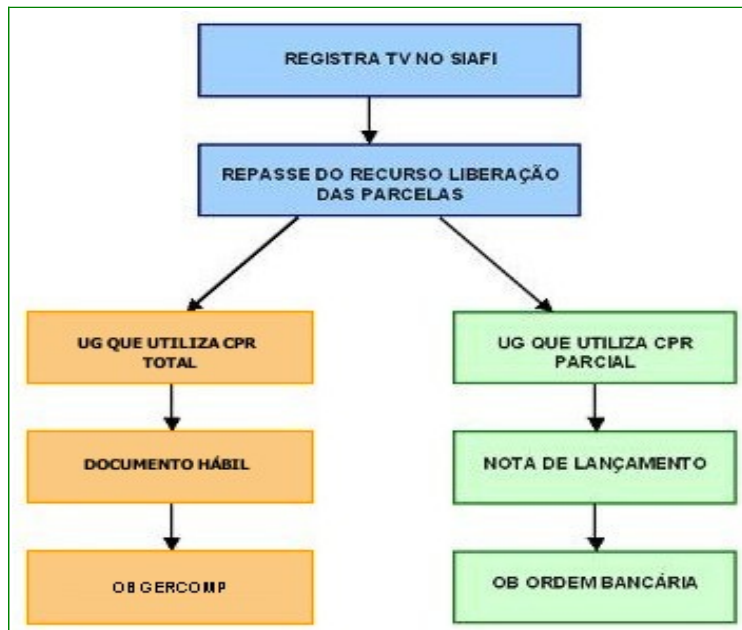 REGISTRA TV NO SIAFI
REPASSE DO RECURSO LIBERAÇÃO
DAS PARCELAS
UG QUE UTILIZA CPR
TOTAL
UG QUE UTILIZA CPR
PARCIAL
DOCUMENTO HÁBIL
NOTA DE LANÇAMENTO
OB GERCOMP
OB ORDEM BANCÁRIA